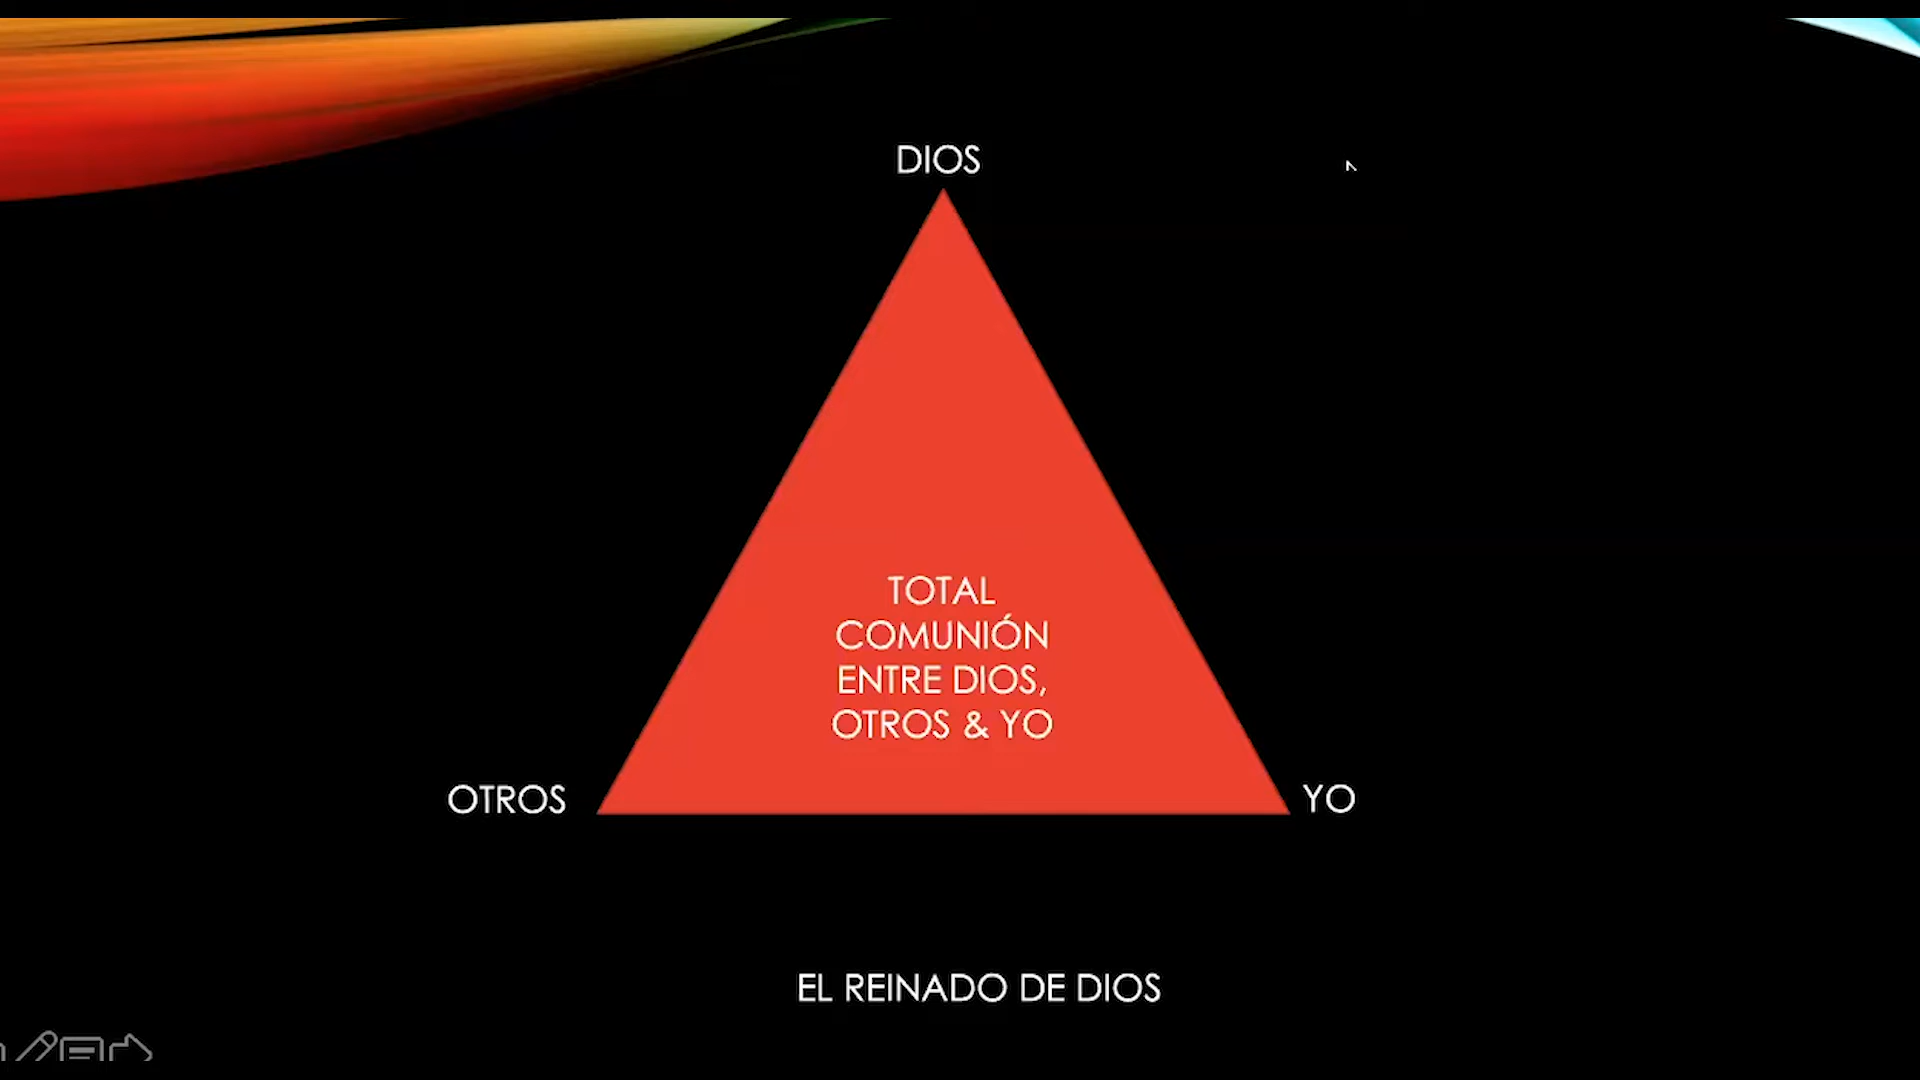 DIOS
TOTAL
COMUNIÓN
ENTRE DIOS,
OTROS & YO
OTROS
YO
EL REINADO DE DIOS